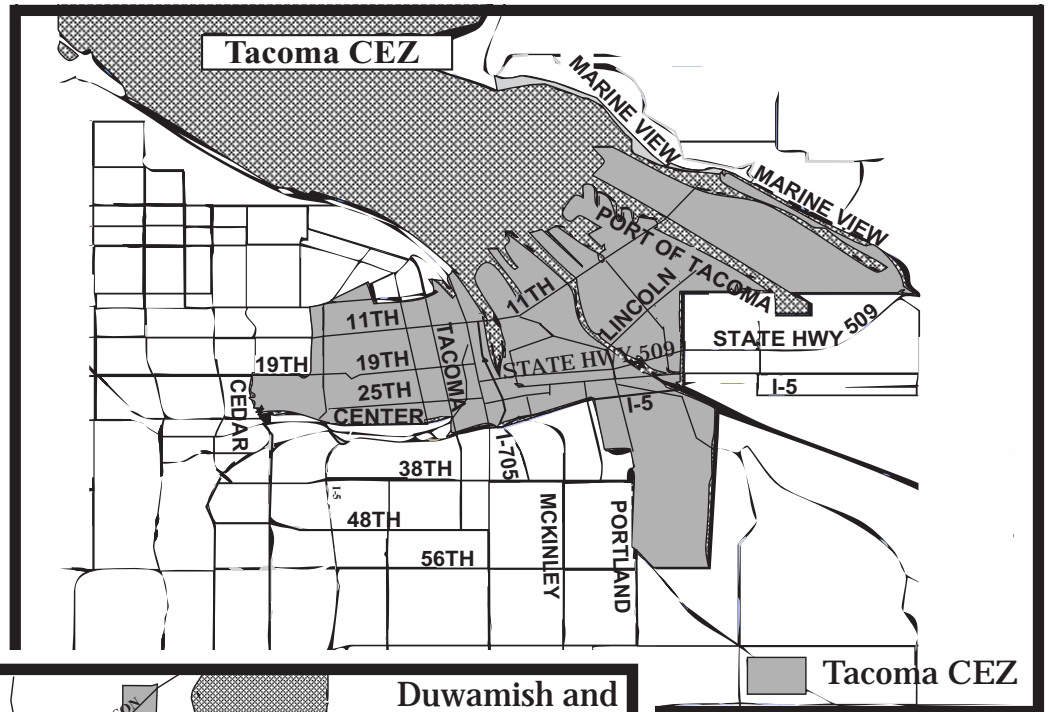 Tacoma CEZ
MARINE VIEW
MARINE VIEW
PORT OF TACOMA
11TH
LINCOLN
11TH
STATE HWY 509
STATE HWY 509
19TH
19TH
TACOMA
25TH
I-5
I-5
CEDAR
CENTER
I-705
38TH
I-5
48TH
MCKINLEY
PORTLAND
56TH
Tacoma CEZ
Duwamish and